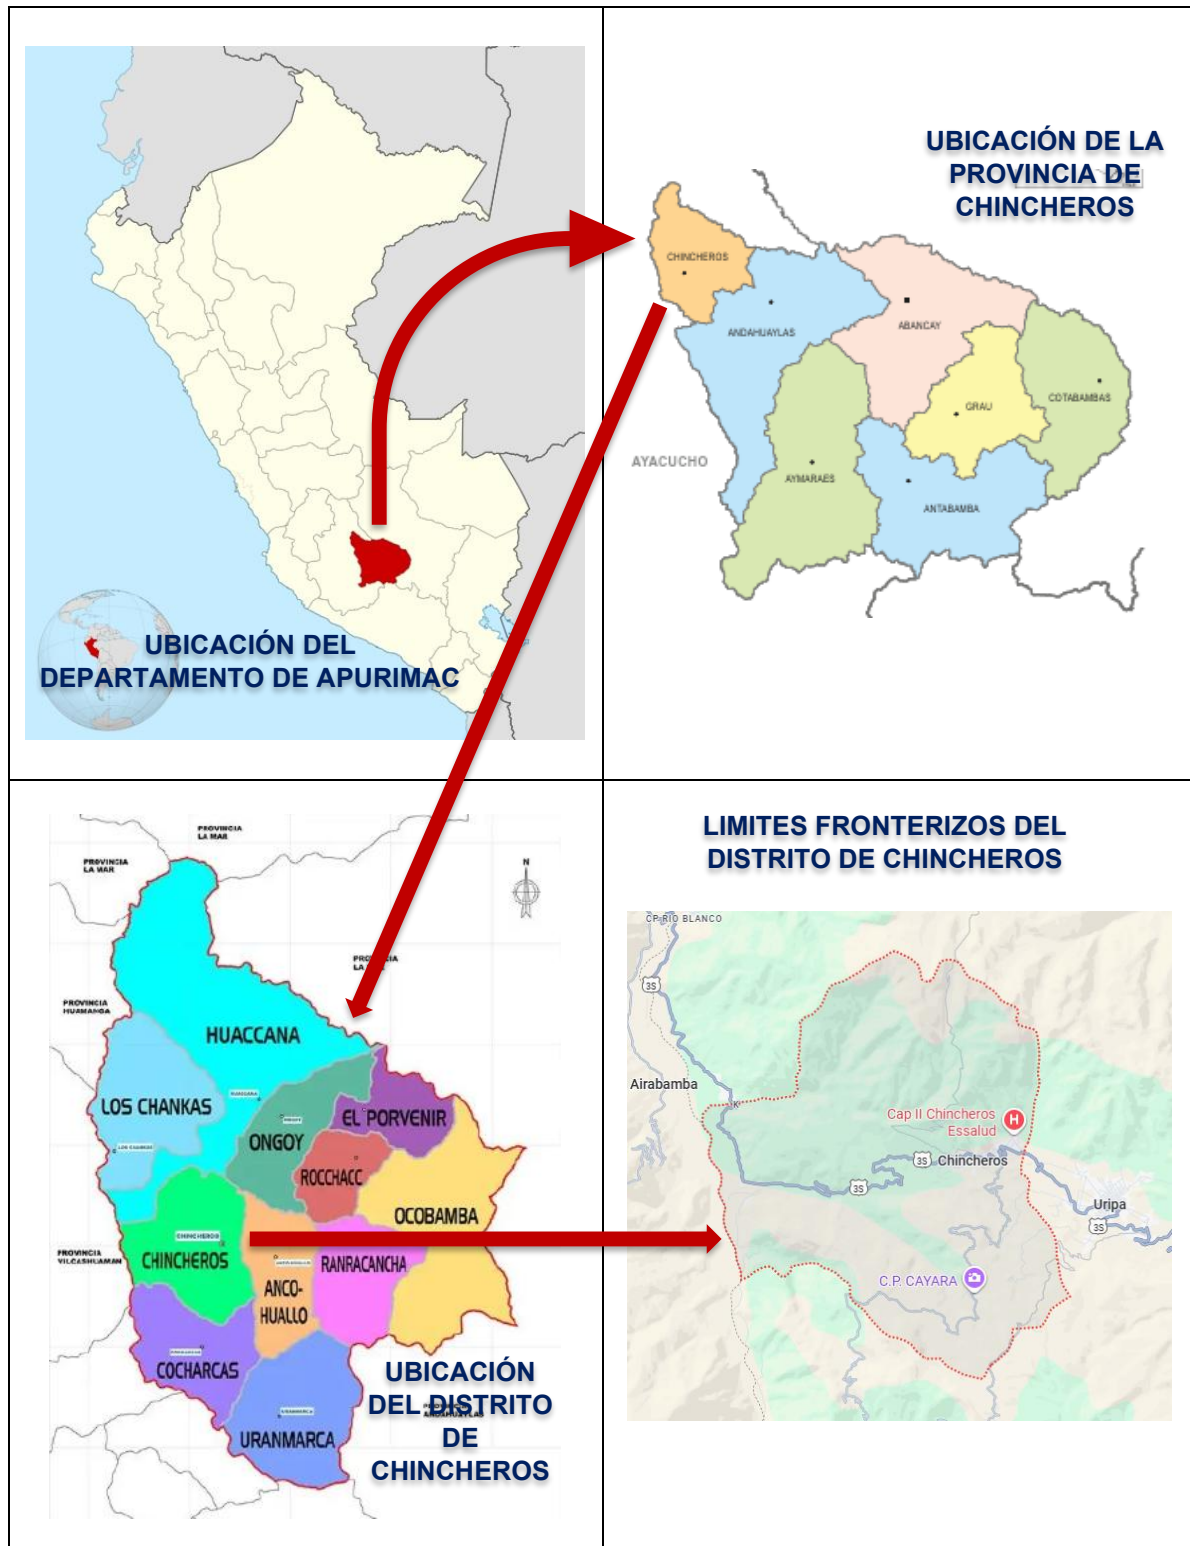 UBICACIÓN DEL
DEPARTAMENTO DE APURIMAC
UBICACIÓN DE LA
PROVINCIA DE
CHINCHEROS
CHINCHEROS
ANDAHUAYLAS
ABANCAY
COTABAMBAS
GRAU
AYACUCHO
AYMARAES
ANTABAMBA
PROVINCIA
LA MAR
PROVINCIA
LA MAR
N
PROVINCIA
HUAMANGA
HUACCANA
LOS CHANKAS
LOS CHANKAS
ONGOY
EL PORVENIR
ROCCHACC
OCOBAMBA
CHINCHEROS
CHINCHEROS
PROVINCIA
VILCASHUAMAN
RANRACANCHA
ANCO-
HUALLO
COCHARCAS
URANMARCA
UBICACIÓN
DEL DISTRITO
DE
CHINCHEROS
LIMITES FRONTERIZOS DEL
DISTRITO DE CHINCHEROS
CP RIO BLANCO
3S
Airabamba
Cap II Chincheros
Essalud
H
3S
Chincheros
3S
Uripa
3S
C.P. CAYARA